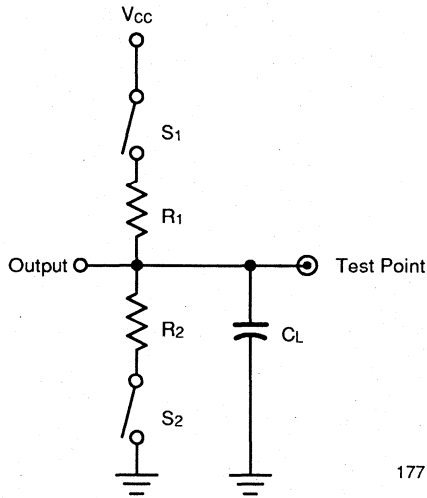 VCC
S1
R1
Output
Test Point
R2
CL
S2
177